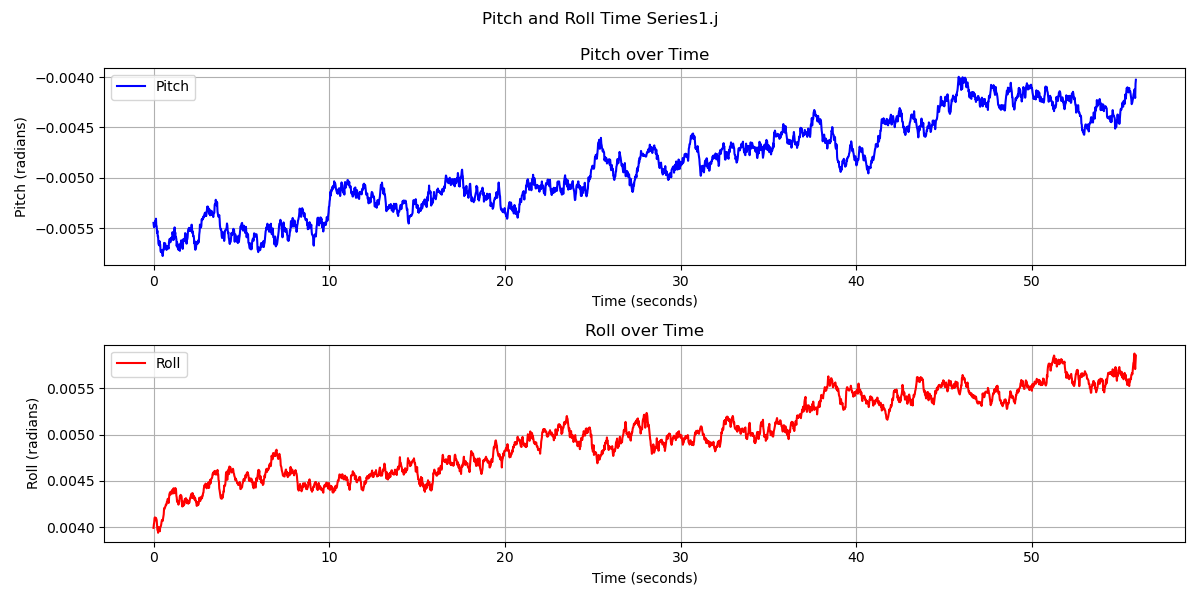 Pitch and Roll Time Series1.j
Pitch over Time
Pitch
Pitch (radians)
−0.0040
−0.0045
−0.0050
−0.0055
0 10 20 30 40 50
Time (seconds)
Roll over Time
Roll
Roll (radians)
0.0055
0.0050
0.0045
0.0040
0 10 20 30 40 50
Time (seconds)